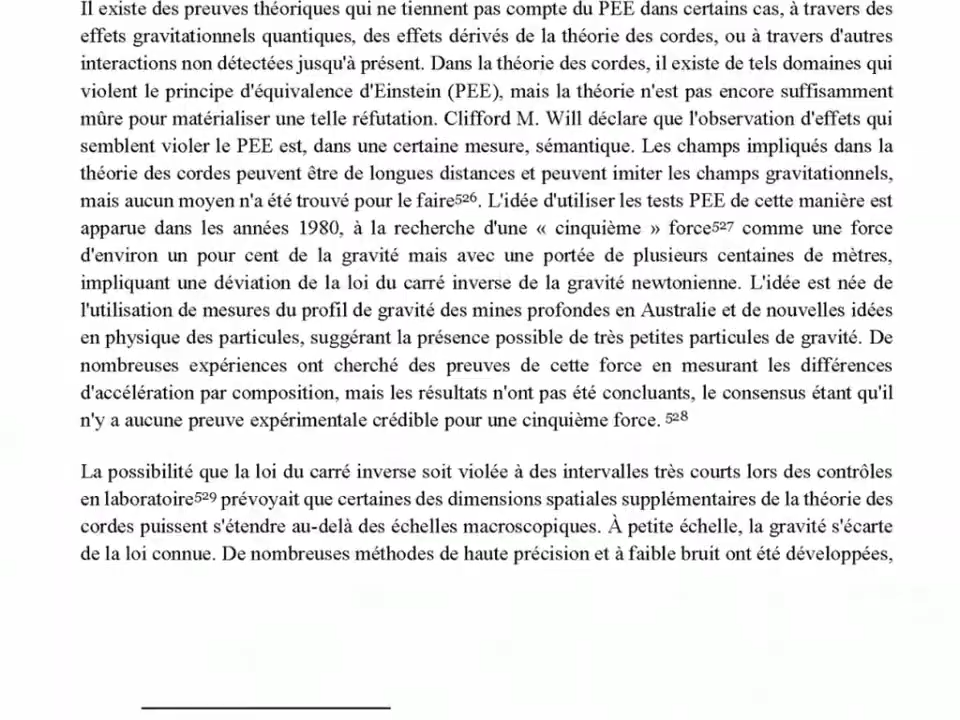 Il existe des preuves théoriques qui ne tiennent pas compte du PEE dans certains cas, à travers des
effets gravitationnels quantiques, des effets dérivés de la théorie des cordes, ou à travers d'autres
interactions non détectées jusqu'à présent. Dans la théorie des cordes, il existe de tels domaines qui
violent le principe d'équivalence d'Einstein (PEE), mais la théorie n'est pas encore suffisamment
mûre pour matérialiser une telle réfutation. Clifford M. Will déclare que l'observation d'effets qui
semblent violer le PEE est, dans une certaine mesure, sémantique. Les champs impliqués dans la
théorie des cordes peuvent être de longues distances et peuvent imiter les champs gravitationnels,
mais aucun moyen n'a été trouvé pour le faire526. L'idée d'utiliser les tests PEE de cette manière est
apparue dans les années 1980, à la recherche d'une « cinquième » force527 comme une force
d'environ un pour cent de la gravité mais avec une portée de plusieurs centaines de mètres,
impliquant une déviation de la loi du carré inverse de la gravité newtonienne. L'idée est née de
l'utilisation de mesures du profil de gravité des mines profondes en Australie et de nouvelles idées
en physique des particules, suggérant la présence possible de très petites particules de gravité. De
nombreuses expériences ont cherché des preuves de cette force en mesurant les différences
d'accélération par composition, mais les résultats n'ont pas été concluants, le consensus étant qu'il
n'y a aucune preuve expérimentale crédible pour une cinquième force. 528
La possibilité que la loi du carré inverse soit violée à des intervalles très courts lors des contrôles
en laboratoire529 prévoyait que certaines des dimensions spatiales supplémentaires de la théorie des
cordes puissent s'étendre au-delà des échelles macroscopiques. À petite échelle, la gravité s'écarte
de la loi connue. De nombreuses méthodes de haute précision et à faible bruit ont été développées,